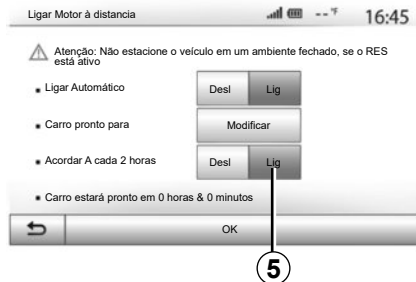 Ligar Motor à distancia
--°F 16:45
Atenção: Não estacione o veículo em um ambiente fechado, se o RES
está ativo
Ligar Automático Desl Lig
Carro pronto para Modificar
Acordar A cada 2 horas Desl Lig
Carro estará pronto em 0 horas & 0 minutos
OK
5